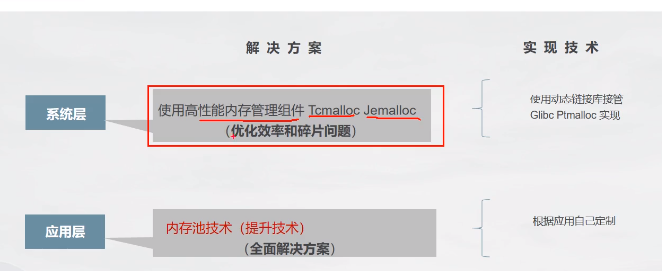 解决方案
实现技术
系统层
使用高性能内存管理组件 Tcmalloc Jemalloc
（优化效率和碎片问题）
使用动态链接库接管
Glibc Ptmalloc 实现
应用层
内存池技术（提升技术）
（全面解决方案）
根据应用自己定制